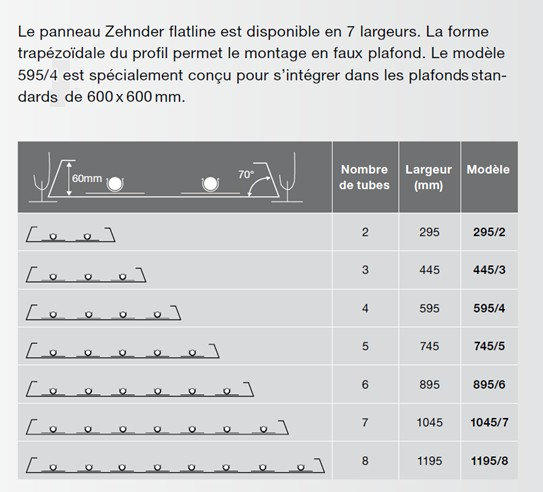 Le panneau Zehnder flatline est disponible en 7 largeurs. La forme
trapézoïdale du profil permet le montage en faux plafond. Le modèle
595/4 est spécialement conçu pour s'intégrer dans les plafonds stan-
dards de 600 x 600 mm.
60mm 70° Nombre de tubes Largeur (mm) Modèle
2 295 295/2
3 445 445/3
4 595 595/4
5 745 745/5
6 895 895/6
7 1045 1045/7
8 1195 1195/8